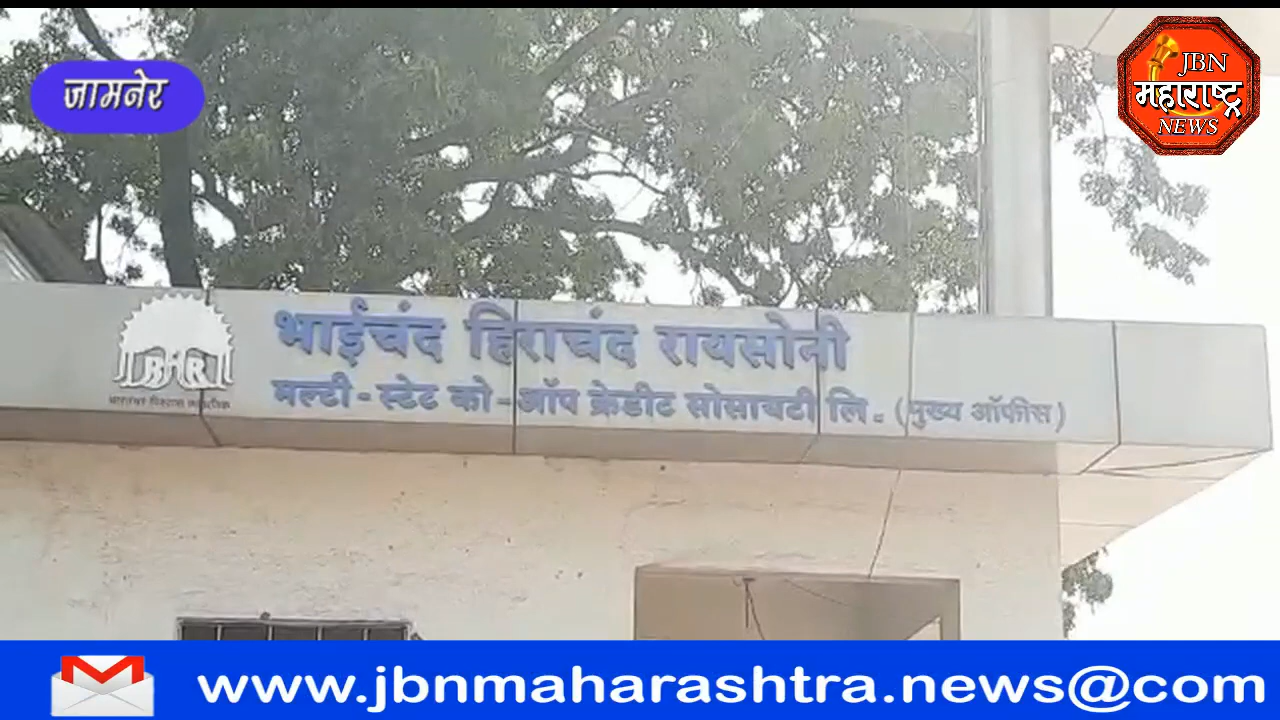 जामनेर
JBN
महाराष्ट्र
NEWS
BHR
भाईचंद हिराचंद रायसोनी
मल्टी - स्टेट को - ऑप क्रेडीट सोसायटी लि. (मुख्य ऑफीस)
www.jbnmaharashtra.news@com